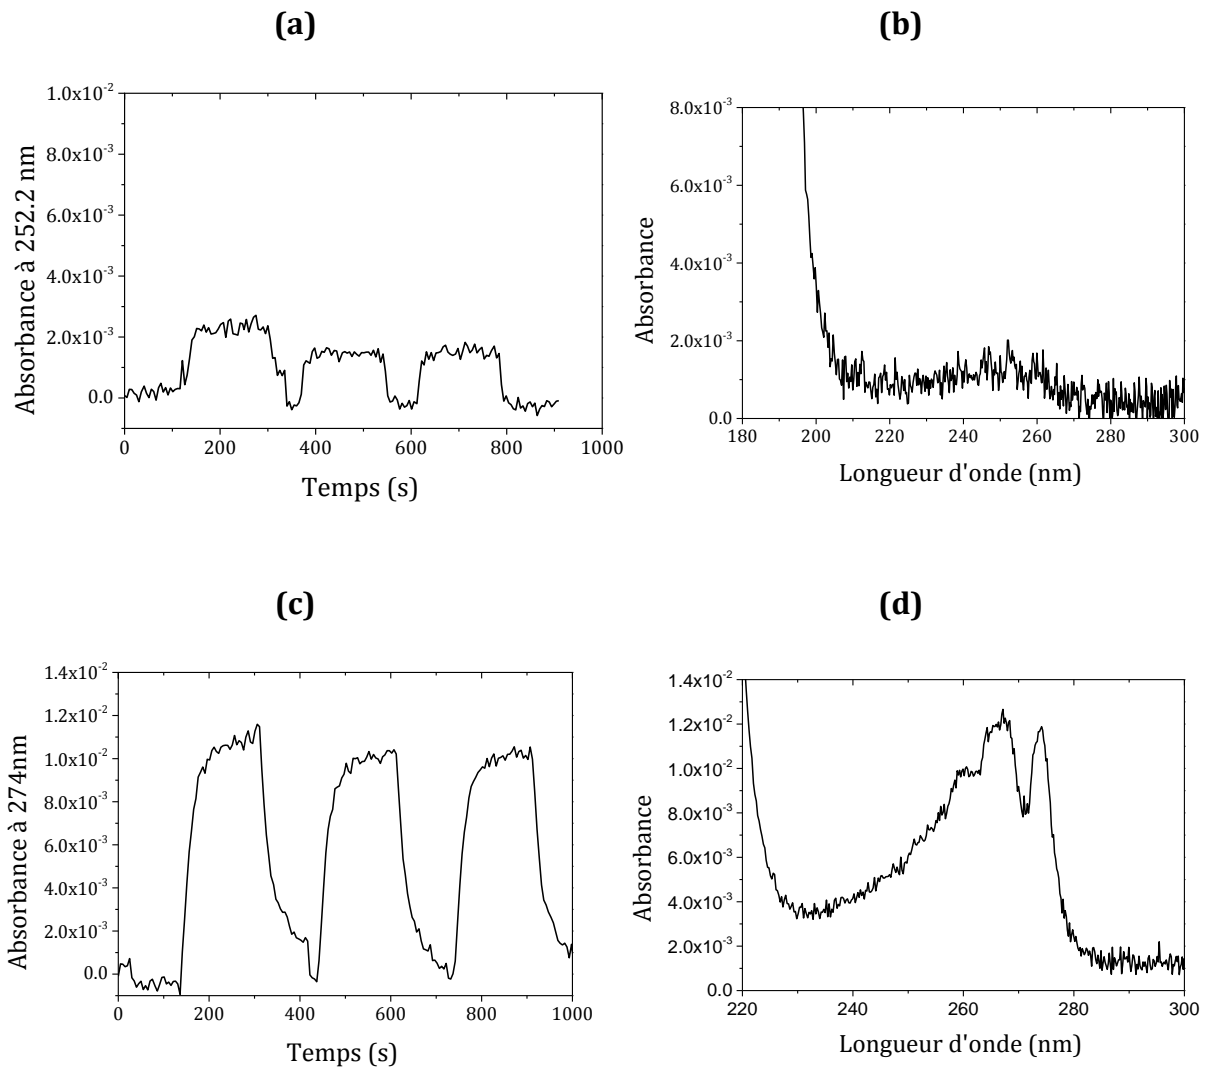 (a)
1.0x10⁻²
8.0x10⁻³
6.0x10⁻³
4.0x10⁻³
2.0x10⁻³
0.0
Absorbance à 252.2 nm
0 200 400 600 800 1000
Temps (s)
(b)
8.0x10⁻³
6.0x10⁻³
4.0x10⁻³
2.0x10⁻³
0.0
Absorbance
180 200 220 240 260 280 300
Longueur d'onde (nm)
(c)
1.4x10⁻²
1.2x10⁻²
1.0x10⁻²
8.0x10⁻³
6.0x10⁻³
4.0x10⁻³
2.0x10⁻³
0.0
Absorbance à 274nm
0 200 400 600 800 1000
Temps (s)
(d)
1.4x10⁻²
1.2x10⁻²
1.0x10⁻²
8.0x10⁻³
6.0x10⁻³
4.0x10⁻³
2.0x10⁻³
0.0
Absorbance
220 240 260 280 300
Longueur d'onde (nm)